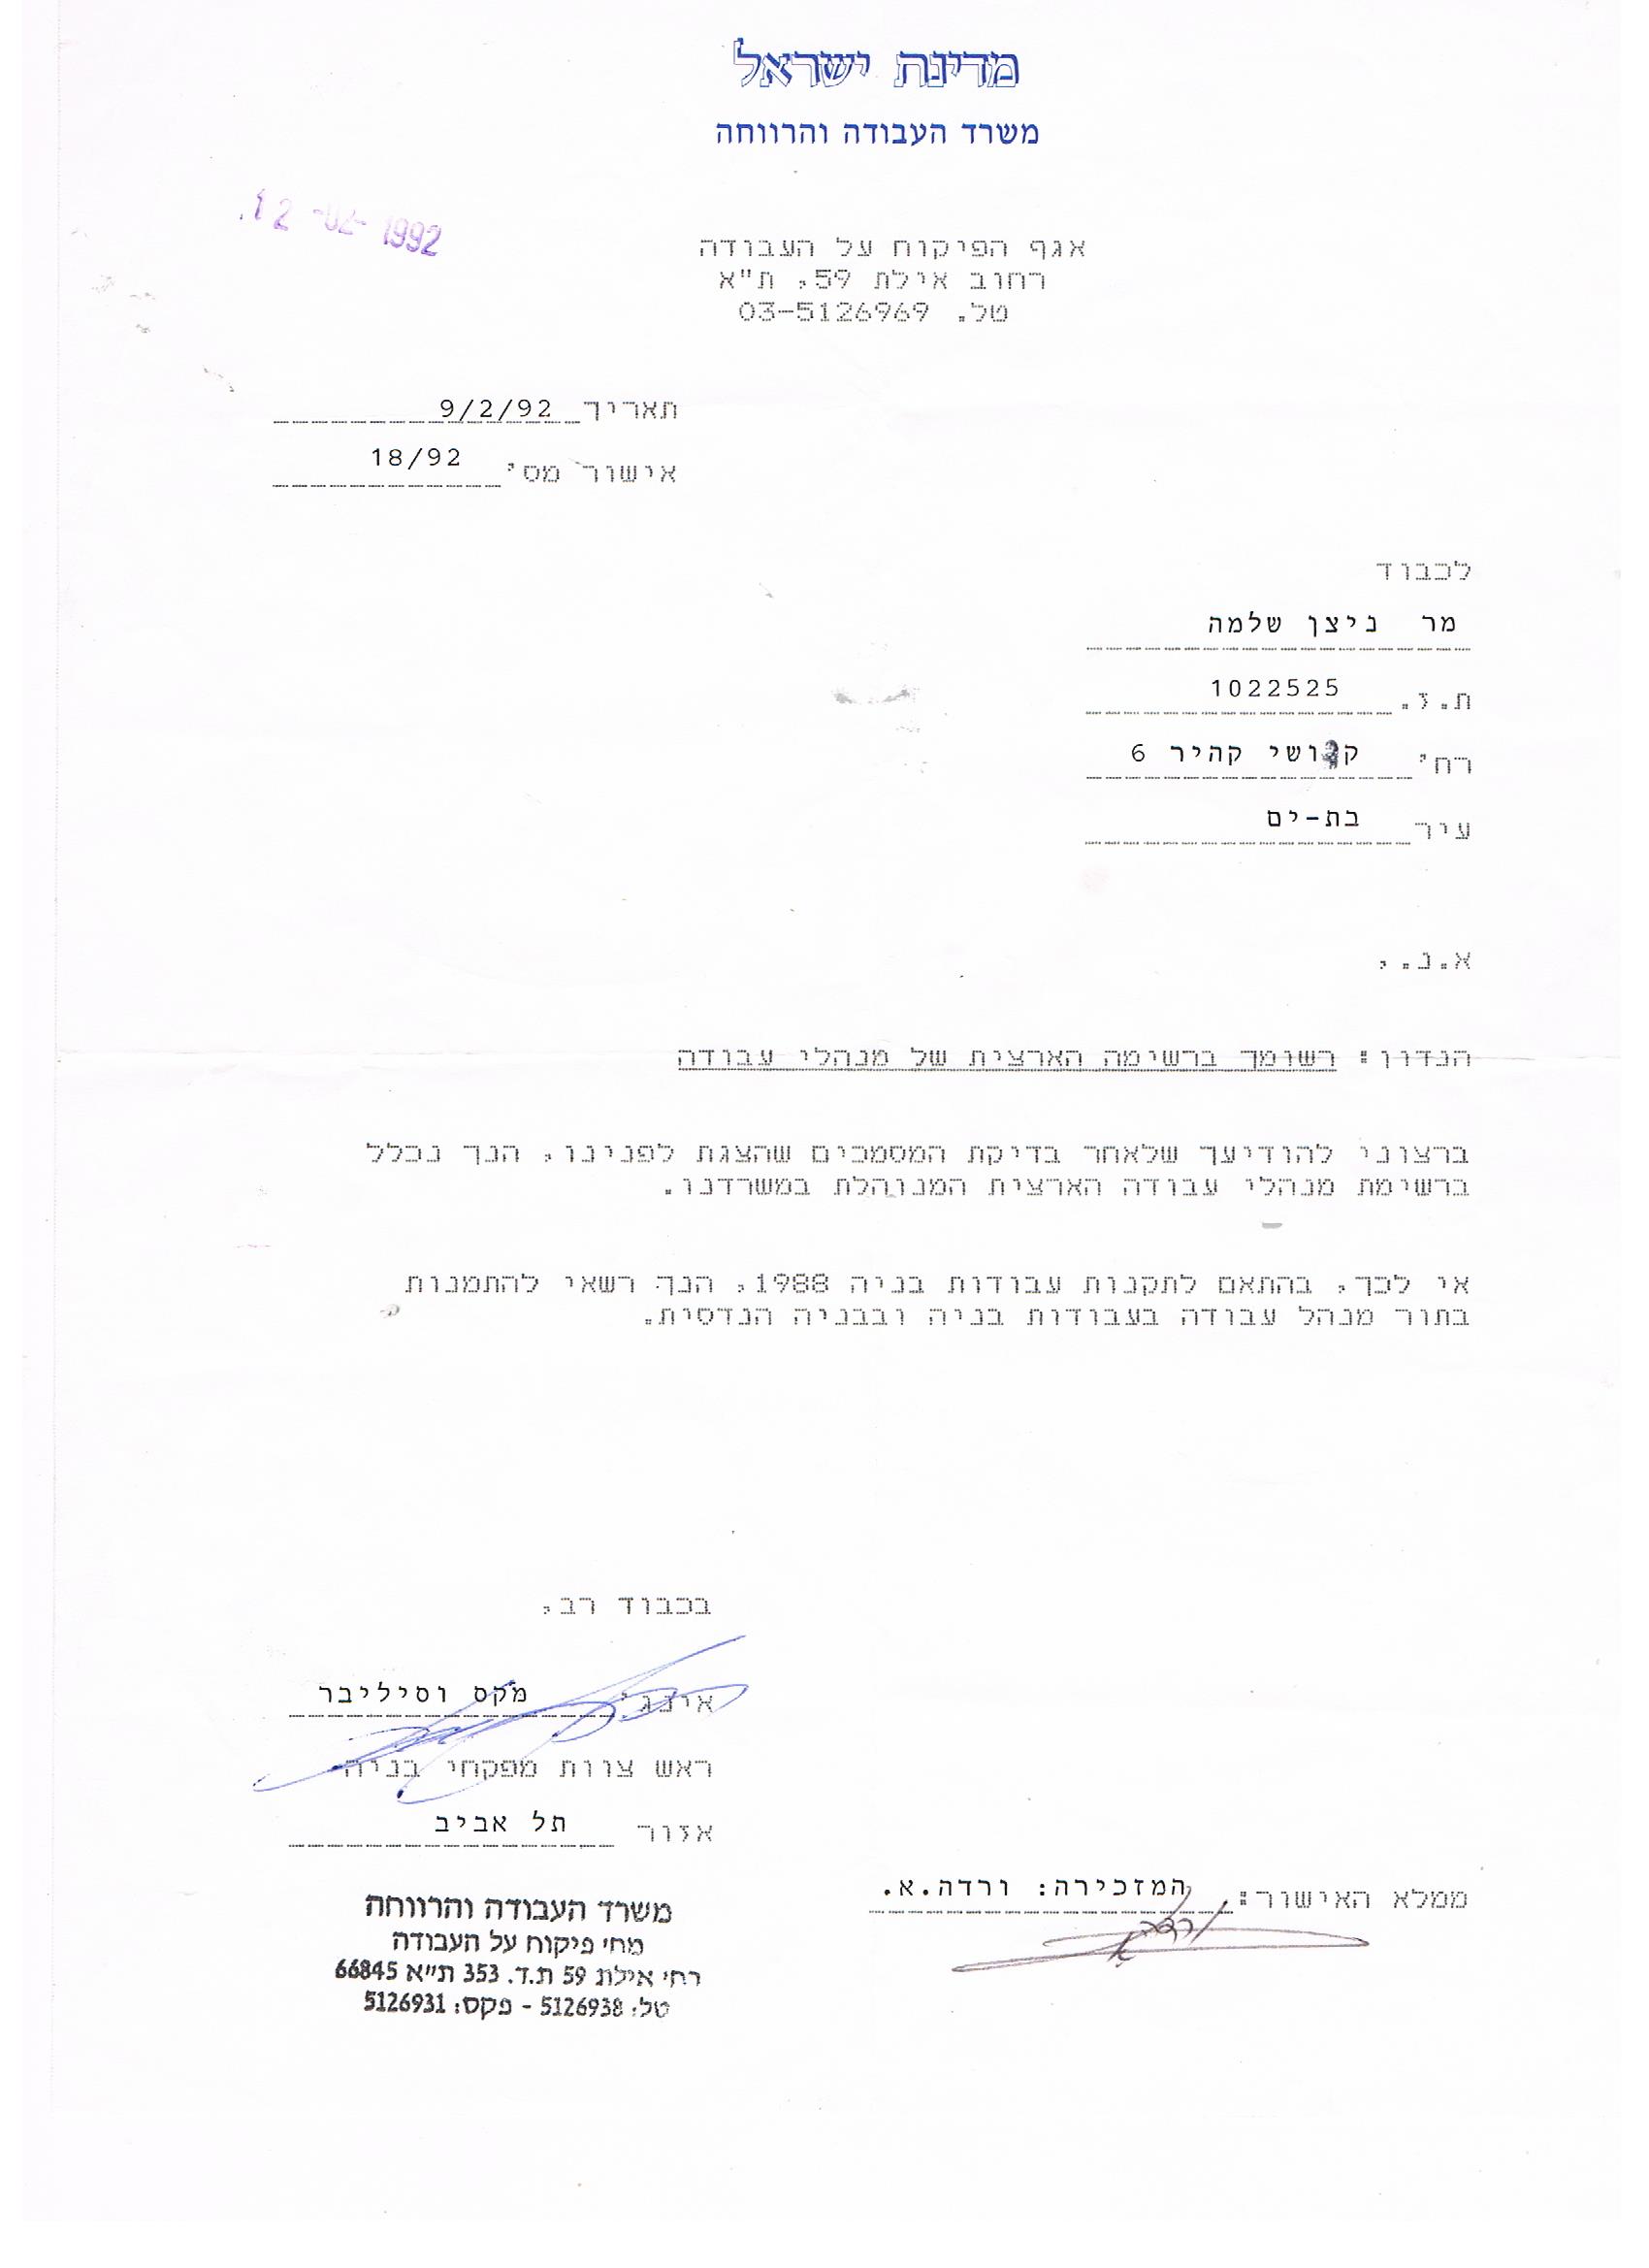 מדינת ישראל
משרד העבודה והרווחה
12 -02- 1992
אגף הפיקוח על העבודה
רחוב אילת 59, ת"א
טל. 03-5126969
תאריך 9/2/92
אישור מס' 18/92
לכבוד
מר ניצן שלמה
ת.ז. 1022525
רח' קדושי קהיר 6
עיר בת-ים
א.נ.,
הנדון: רשומך ברשימה הארצית של מנהלי עבודה
ברצוני להודיעך שלאחר בדיקת המסמכים שהצגת לפנינו, הנך נכלל
ברשימת מנהלי עבודה הארצית המנוהלת במשרדנו.
אי לכך, בהתאם לתקנות עבודות בניה 1988, הנך רשאי להתמנות
בתור מנהל עבודה בעבודות בניה ובבניה הנדסית.
בכבוד רב,
אינג' מקס וסיליבר
ראש צוות מפקחי בניה
אזור תל אביב
ממלא האישור: המזכירה: ורדה.א.
ורדה א
משרד העבודה והרווחה
מחי פיקוח על העבודה
רחי אילת 59 ת.ד. 353 ת״א 66845
טל: 5126938 - פקס: 5126931